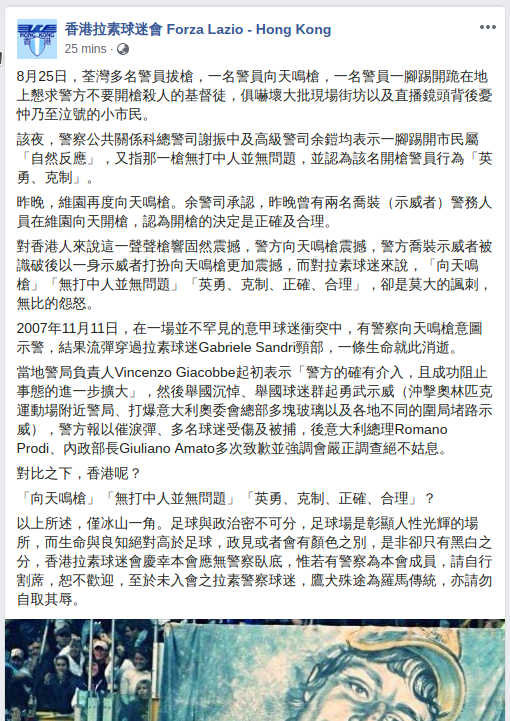 香港拉素球迷會 Forza Lazio - Hong Kong
25 mins ·
8月25日，荃灣多名警員拔槍，一名警員向天鳴槍，一名警員一腳踢開跪在地
上懇求警方不要開槍殺人的基督徒，俱嚇壞大批現場街坊以及直播鏡頭背後憂
忡乃至泣號的小市民。
該夜，警察公共關係科總警司謝振中及高級警司余鎧均表示一腳踢開市民屬
「自然反應」，又指那一槍無打中人並無問題，並認為該名開槍警員行為「英
勇、克制」。
昨晚，維園再度向天鳴槍。余警司承認，昨晚曾有兩名喬裝（示威者）警務人
員在維園向天開槍，認為開槍的決定是正確及合理。
對香港人來說這一聲聲槍響固然震撼，警方向天鳴槍震撼，警方喬裝示威者被
識破後以一身示威者打扮向天鳴槍更加震撼，而對拉素球迷來說，「向天鳴
槍」「無打中人並無問題」「英勇、克制、正確、合理」，卻是莫大的諷刺，
無比的怨怒。
2007年11月11日，在一場並不罕見的意甲球迷衝突中，有警察向天鳴槍意圖
示警，結果流彈穿過拉素球迷Gabriele Sandri頸部，一條生命就此消逝。
當地警局負責人Vincenzo Giacobbe起初表示「警方的確有介入，且成功阻止
事態的進一步擴大」，然後舉國沉悼、舉國球迷群起勇武示威（沖擊奧林匹克
運動場附近警局、打爆意大利奧委會總部多塊玻璃以及各地不同的圍局堵路示
威），警方報以催淚彈、多名球迷受傷及被捕，後意大利總理Romano
Prodi、內政部長Giuliano Amato多次致歉並強調會嚴正調查絕不姑息。
對比之下，香港呢？
「向天鳴槍」「無打中人並無問題」「英勇、克制、正確、合理」？
以上所述，僅冰山一角。足球與政治密不可分，足球場是彰顯人性光輝的場
所，而生命與良知絕對高於足球，政見或者會有顏色之別，是非卻只有黑白之
分，香港拉素球迷會慶幸本會應無警察臥底，惟若有警察為本會成員，請自行
割蓆，恕不歡迎，至於未入會之拉素警察球迷，鷹犬殊途為羅馬傳統，亦請勿
自取其辱。